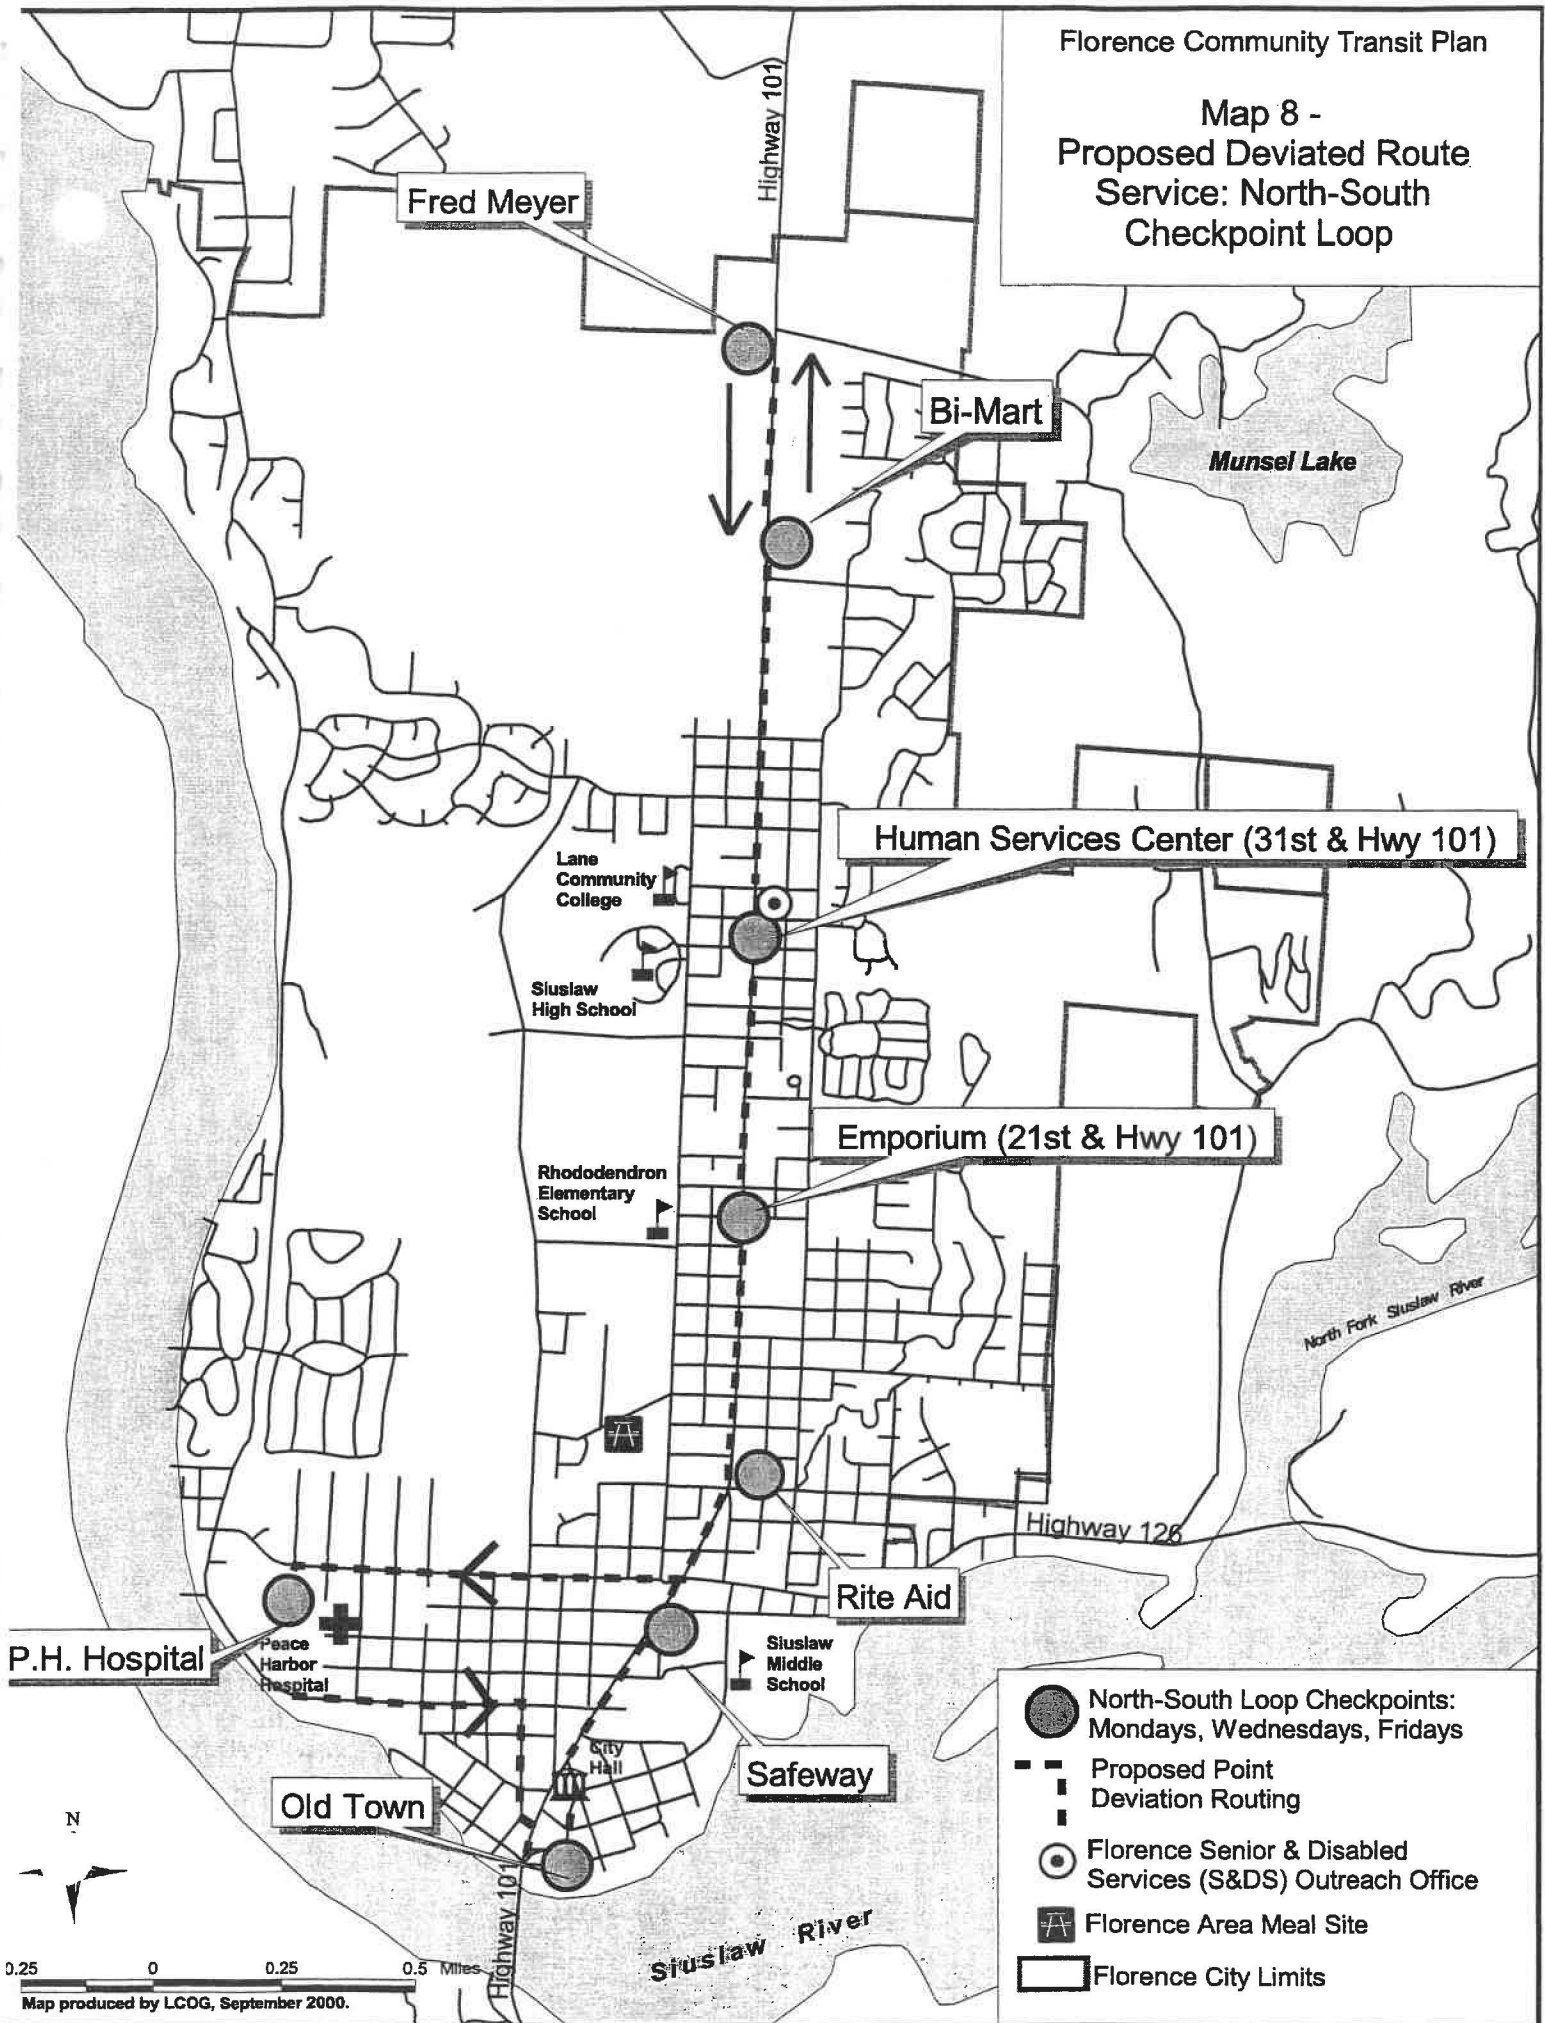 Florence Community Transit Plan
Map 8 -
Proposed Deviated Route
Service: North-South
Checkpoint Loop
Highway 101
Fred Meyer
Bi-Mart
Munsel Lake
Human Services Center (31st & Hwy 101)
Lane
Community
College
Siuslaw
High School
Emporium (21st & Hwy 101)
Rhododendron
Elementary
School
North Fork Siuslaw River
Highway 126
Rite Aid
P.H. Hospital
Peace
Harbor
Hospital
Siuslaw
Middle
School
City
Hall
Safeway
Old Town
Highway 101
Siuslaw River
N
0.25 0 0.25 0.5 Miles
Map produced by LCOG, September 2000.
North-South Loop Checkpoints:
Mondays, Wednesdays, Fridays
Proposed Point
Deviation Routing
Florence Senior & Disabled
Services (S&DS) Outreach Office
Florence Area Meal Site
Florence City Limits